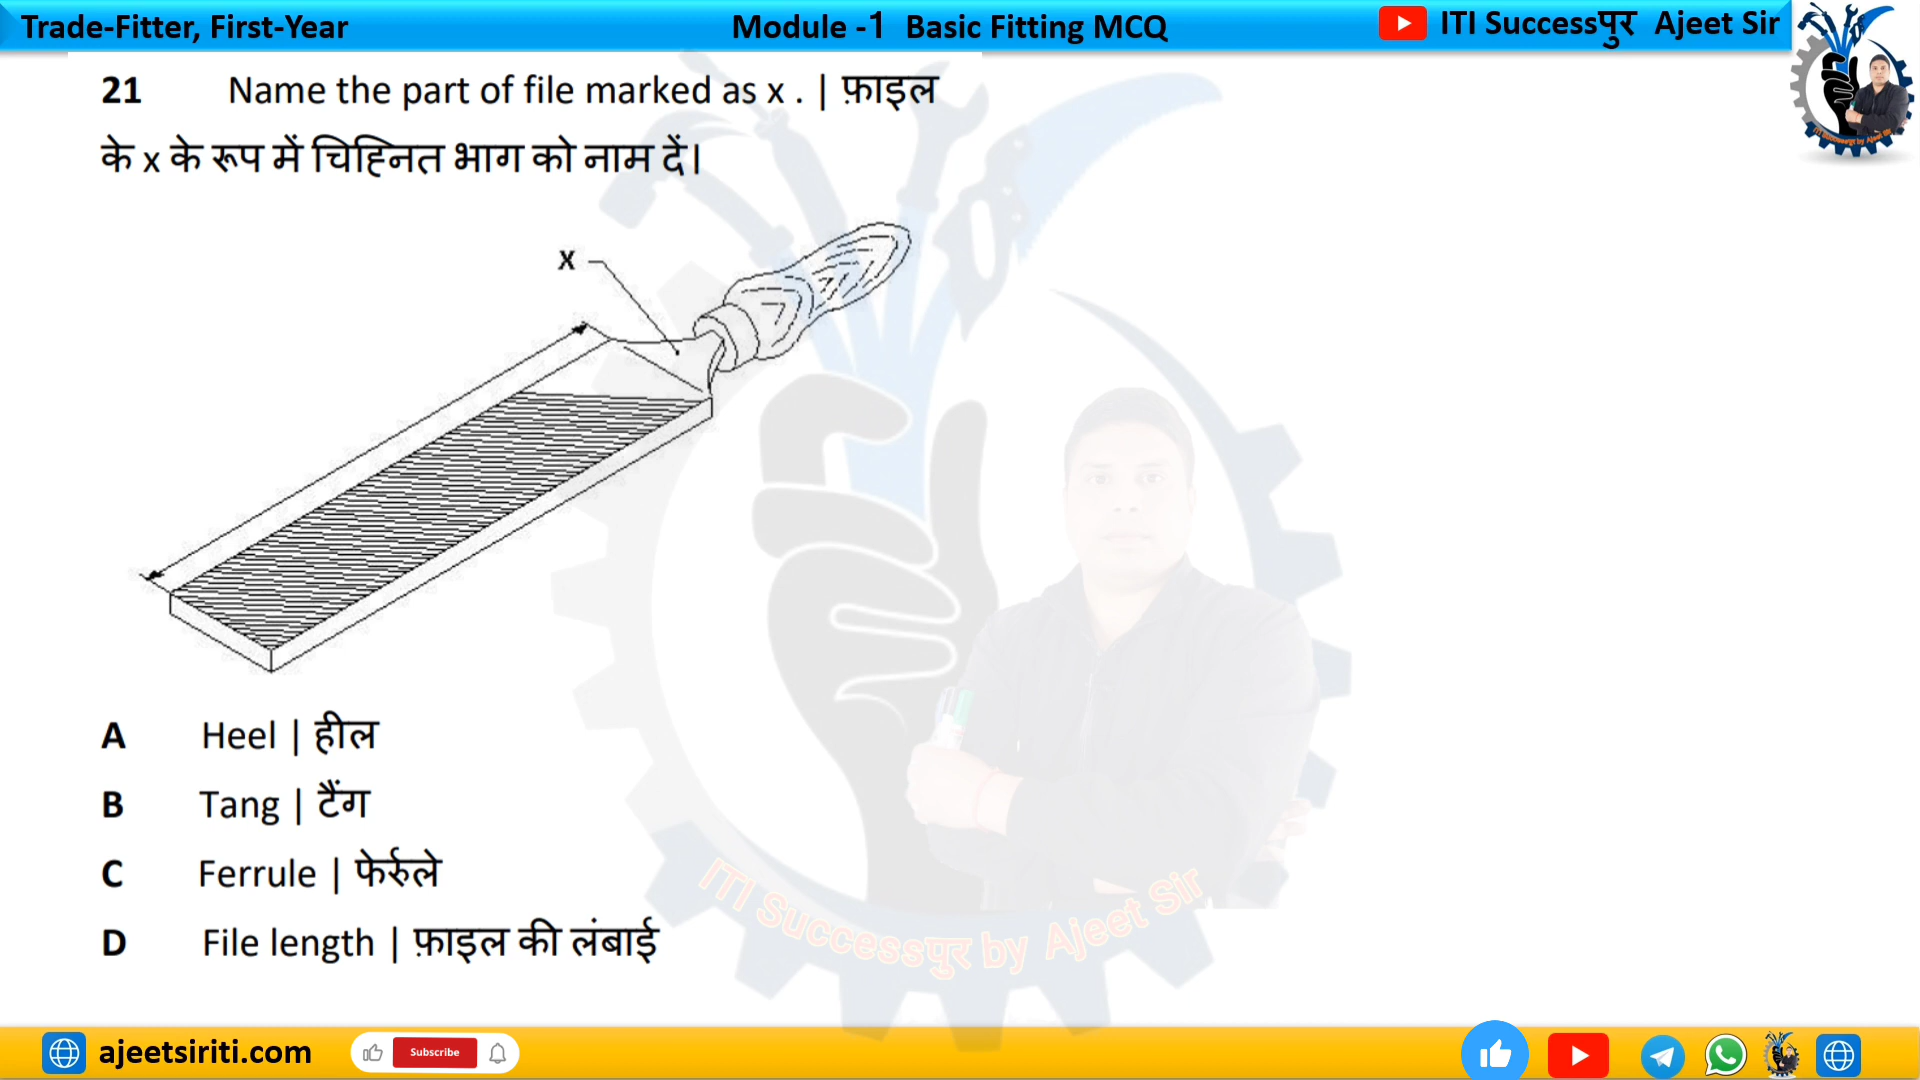 Trade-Fitter, First-Year
Module -1 Basic Fitting MCQ
ITI Successपुर Ajeet Sir
21 Name the part of file marked as x . | फ़ाइल
के x के रूप में चिह्नित भाग को नाम दें।
X
A Heel | हील
B Tang | टैंग
C Ferrule | फेर्रुले
D File length | फ़ाइल की लंबाई
ITI Successपुर by Ajeet Sir
ajeetsiriti.com
Subscribe